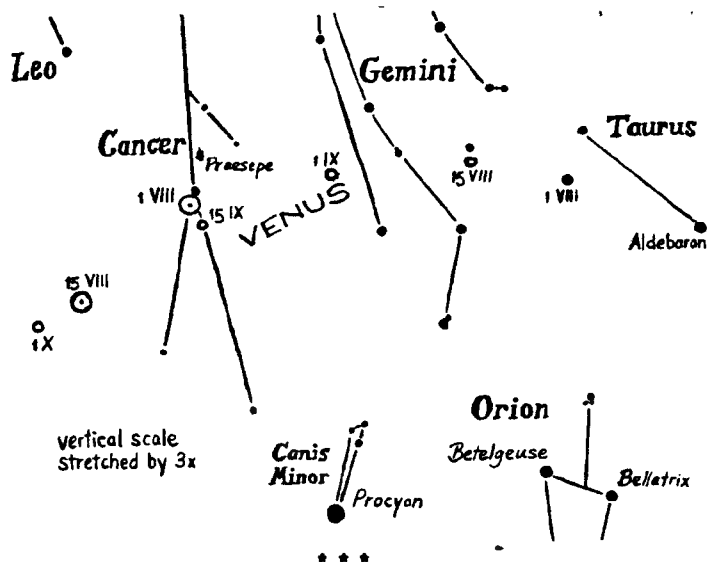 Leo
Gemini
Taurus
Cancer
Praesepe
1 IX
15 VIII
1 VIII
1 VIII
15 IX
VENUS
Aldebaran
15 VIII
1 X
Orion
vertical scale
stretched by 3x
Canis
Minor
Betelgeuse
Bellatrix
Procyon
* * *